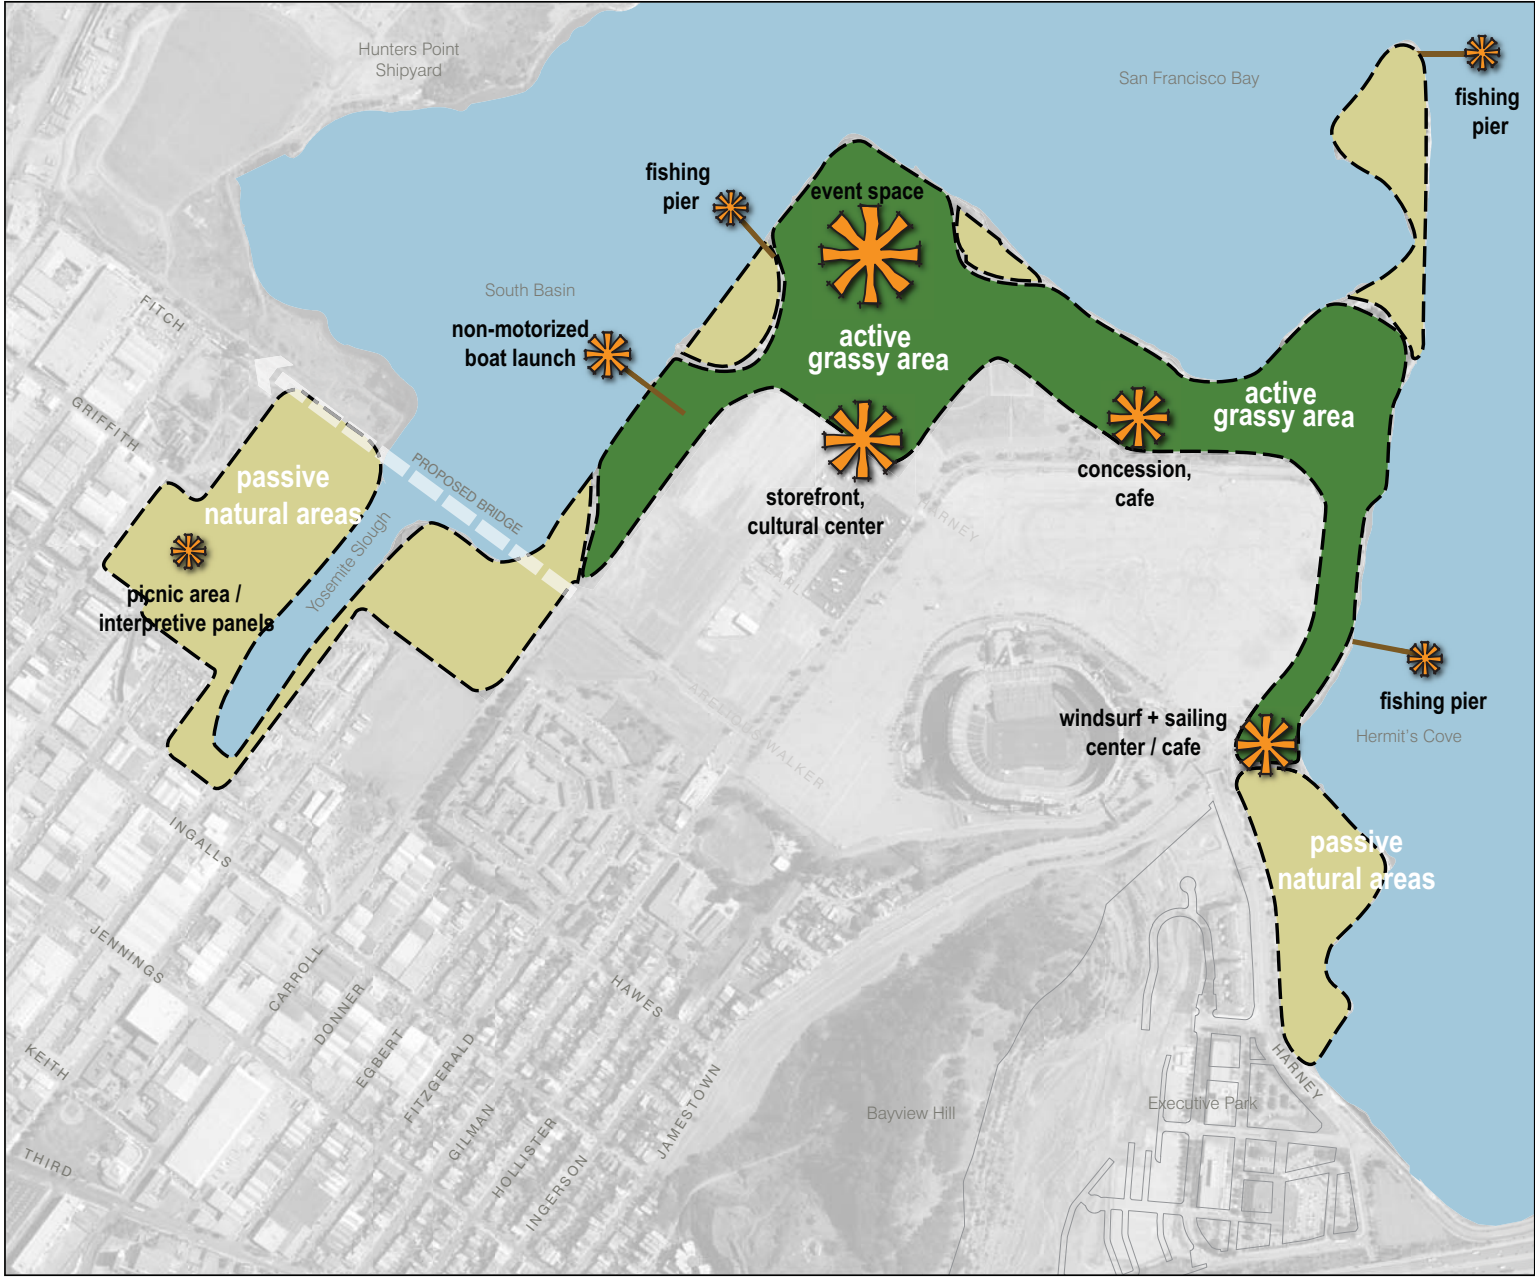 Hunters Point
Shipyard
San Francisco Bay
fishing
pier
fishing
pier
event space
South Basin
non-motorized
boat launch
FITCH
active
grassy area
active
grassy area
GRIFFITH
PROPOSED BRIDGE
passive
natural areas
concession,
cafe
storefront,
cultural center
Yosemite Slough
picnic area /
interpretive panels
fishing pier
windsurf + sailing
center / cafe
Hermit's Cove
WALKER
INGALLS
passive
natural areas
JENNINGS
CARROLL
DONNER
EGBERT
FITZGERALD
GILMAN
HOLLISTER
INGERSON
HAWES
JAMESTOWN
KEITH
THIRD
Bayview Hill
Executive Park
HARNEY